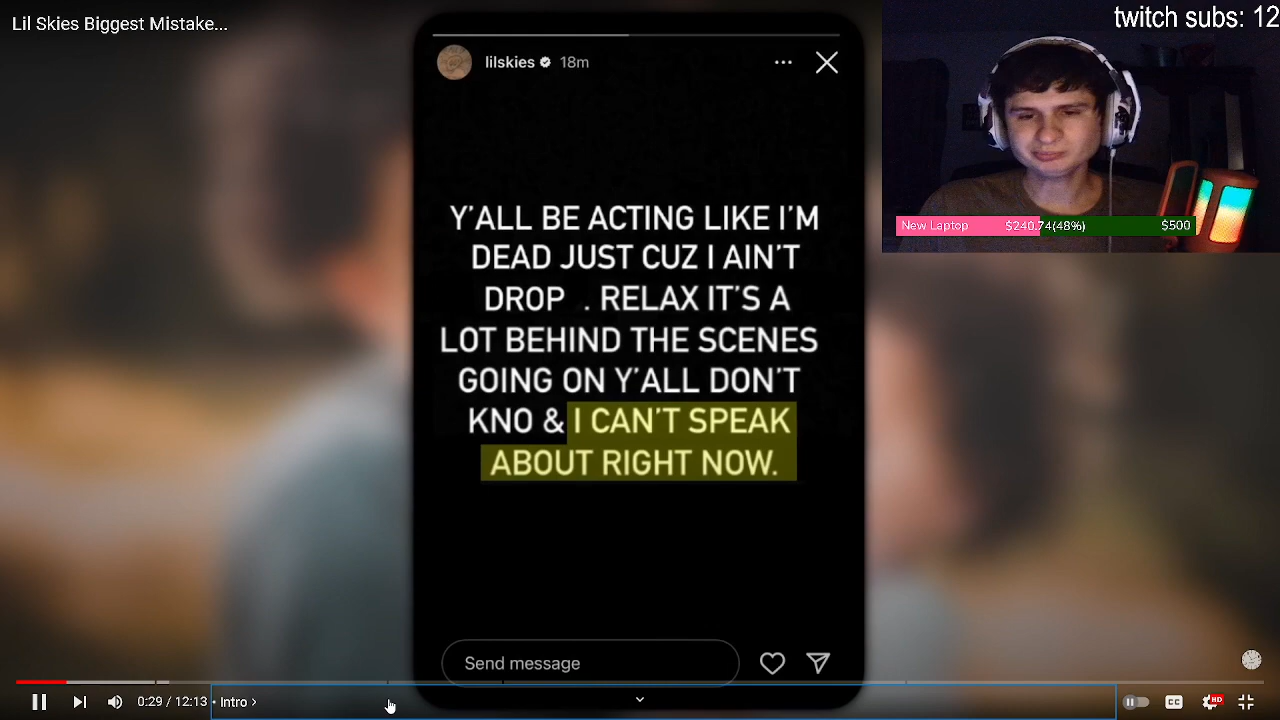 Lil Skies Biggest Mistake...
twitch subs: 12
lilskies 18m
New Laptop $240.74(48%) $500
Y'ALL BE ACTING LIKE I'M
DEAD JUST CUZ I AIN'T
DROP . RELAX IT'S A
LOT BEHIND THE SCENES
GOING ON Y'ALL DON'T
KNO & I CAN'T SPEAK
ABOUT RIGHT NOW.
Send message
0:29 / 12:13 • Intro
CC
HD